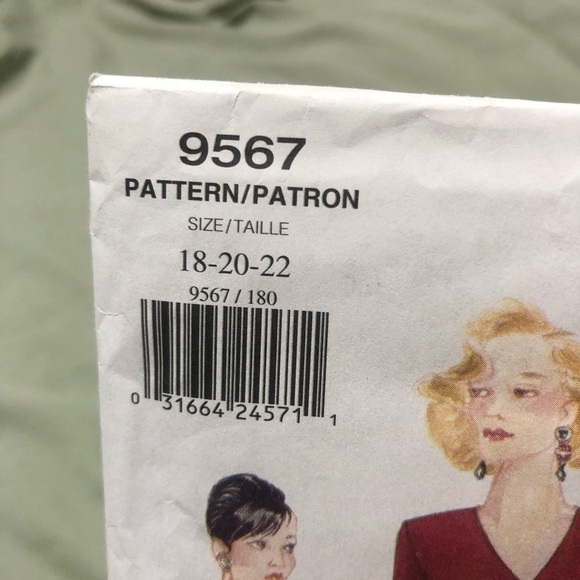 9567
PATTERN/PATRON
SIZE/TAILLE
18-20-22
9567 / 180
0 31664 24571 1